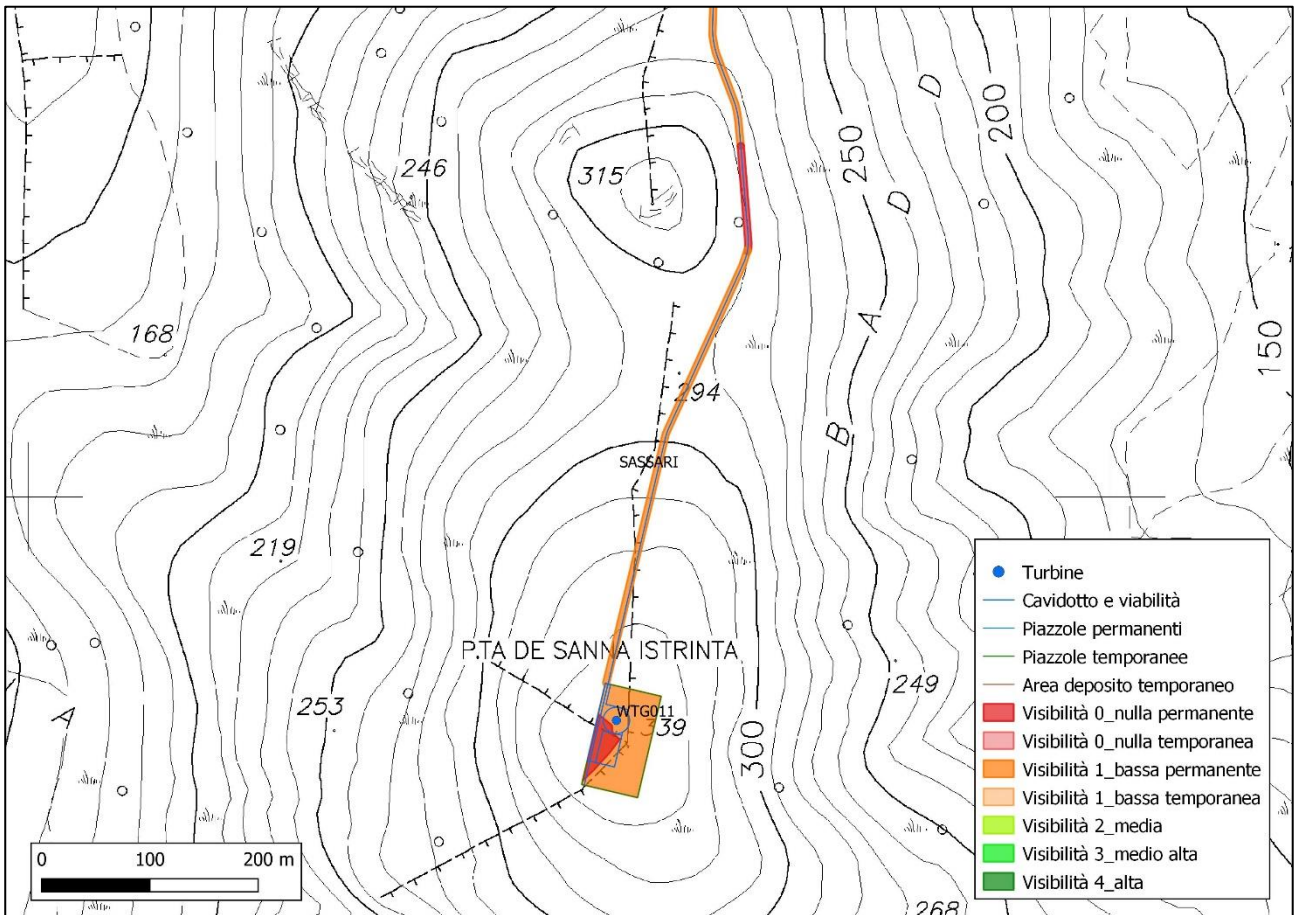 D
D
200
250
246
315
A
168
150
294
B
SASSARI
219
P.TA DE SANNA ISTRINTA
249
253
A
WTG011
339
300
268
0 100 200 m
Turbine
Cavidotto e viabilità
Piazzole permanenti
Piazzole temporanee
Area deposito temporaneo
Visibilità 0_nulla permanente
Visibilità 0_nulla temporanea
Visibilità 1_bassa permanente
Visibilità 1_bassa temporanea
Visibilità 2_media
Visibilità 3_medio alta
Visibilità 4_alta